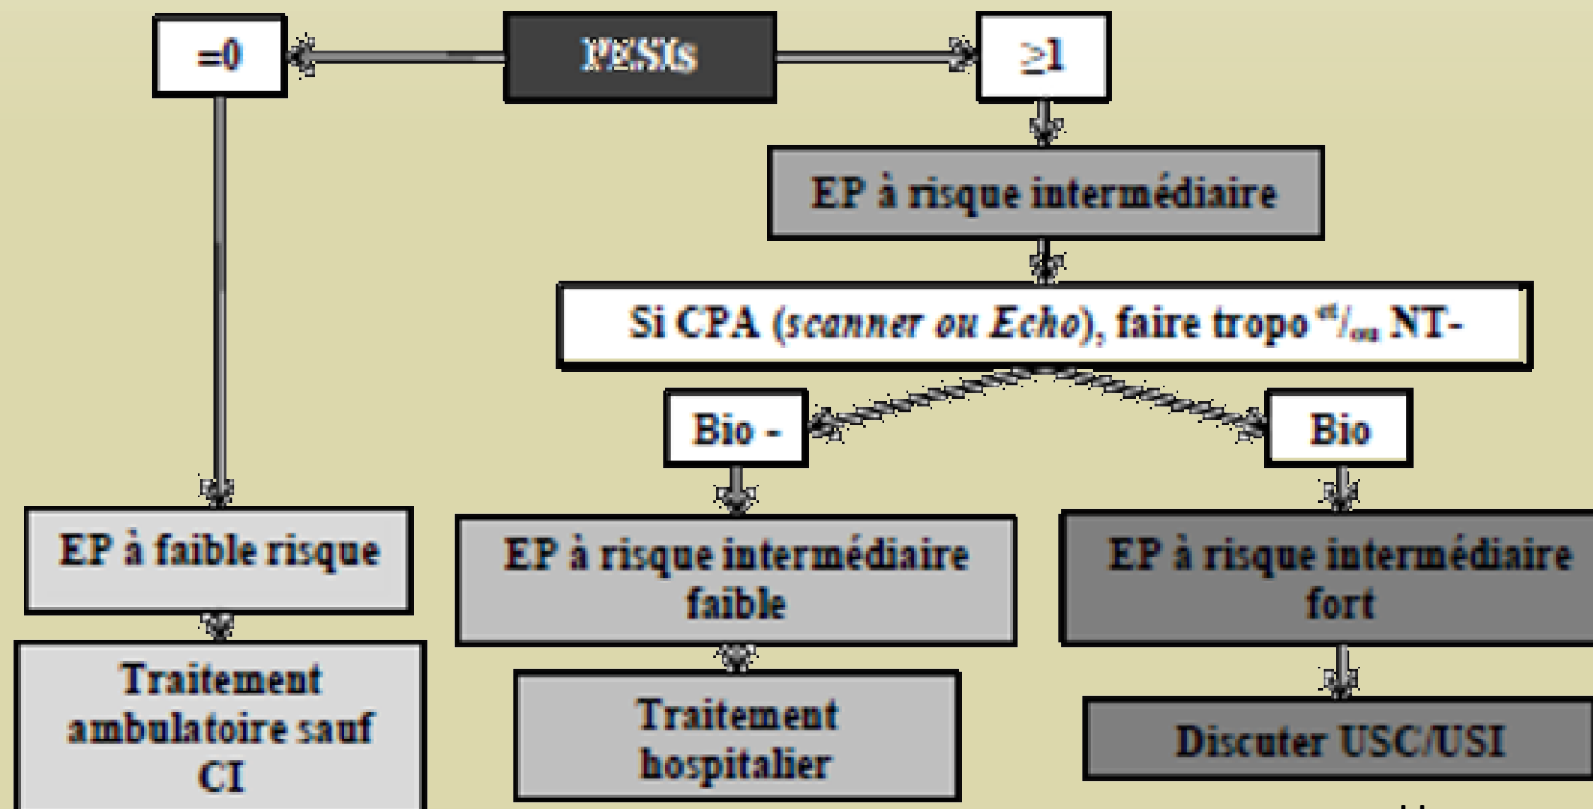 =0
PESIs
≥1
EP à risque intermédiaire
Si CPA (scanner ou Echo), faire tropo et/ou NT-
Bio -
Bio
EP à faible risque
EP à risque intermédiaire
faible
EP à risque intermédiaire
fort
Traitement
ambulatoire sauf
CI
Traitement
hospitalier
Discuter USC/USI